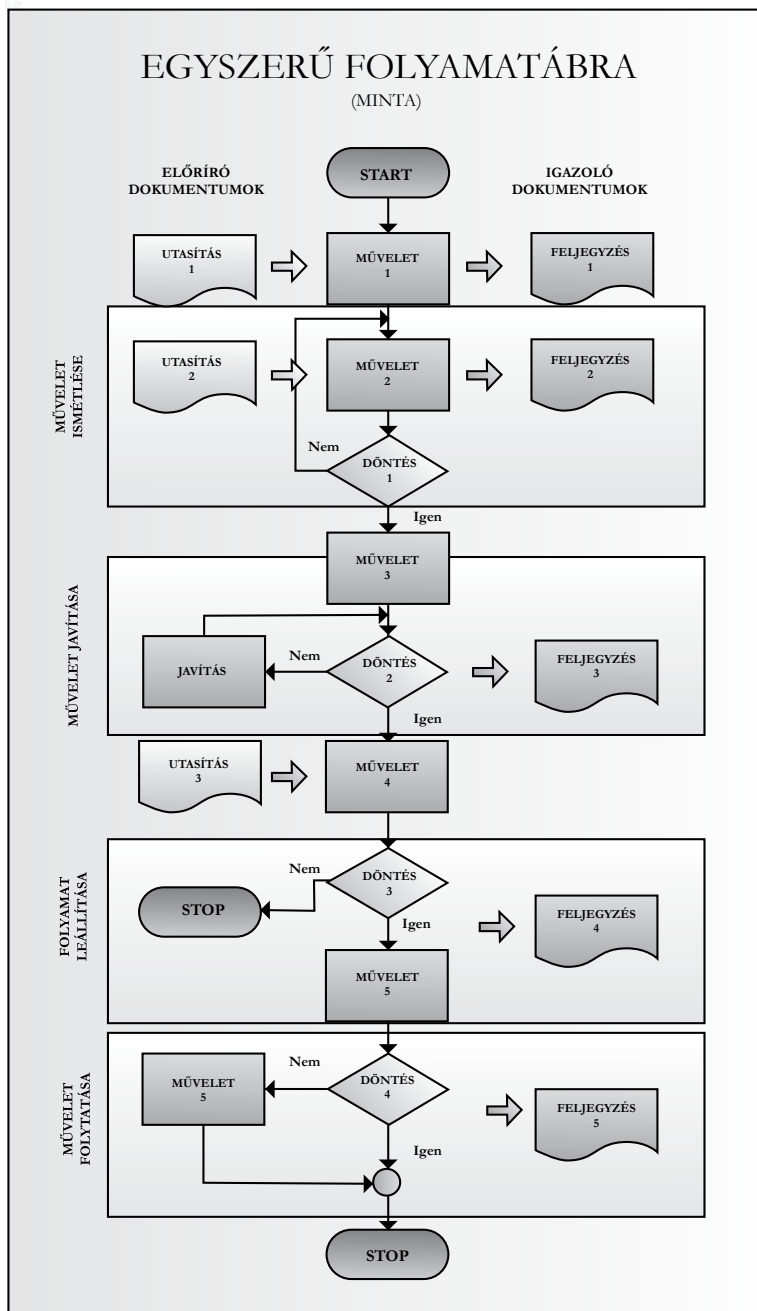 EGYSZERŰ FOLYAMATÁBRA
(MINTA)
ELŐRÍRÓ
DOKUMENTUMOK
START
IGAZOLÓ
DOKUMENTUMOK
UTASÍTÁS
1
MŰVELET
1
FELJEGYZÉS
1
MŰVELET
ISMÉTLÉSE
UTASÍTÁS
2
MŰVELET
2
FELJEGYZÉS
2
Nem
DÖNTÉS
1
Igen
MŰVELET
3
MŰVELET JAVÍTÁSA
JAVÍTÁS
Nem
DÖNTÉS
2
FELJEGYZÉS
3
Igen
UTASÍTÁS
3
MŰVELET
4
FOLYAMAT
LEÁLLÍTÁSA
Nem
DÖNTÉS
3
STOP
Igen
FELJEGYZÉS
4
MŰVELET
5
MŰVELET
FOLYTATÁSA
MŰVELET
5
Nem
DÖNTÉS
4
FELJEGYZÉS
5
Igen
STOP